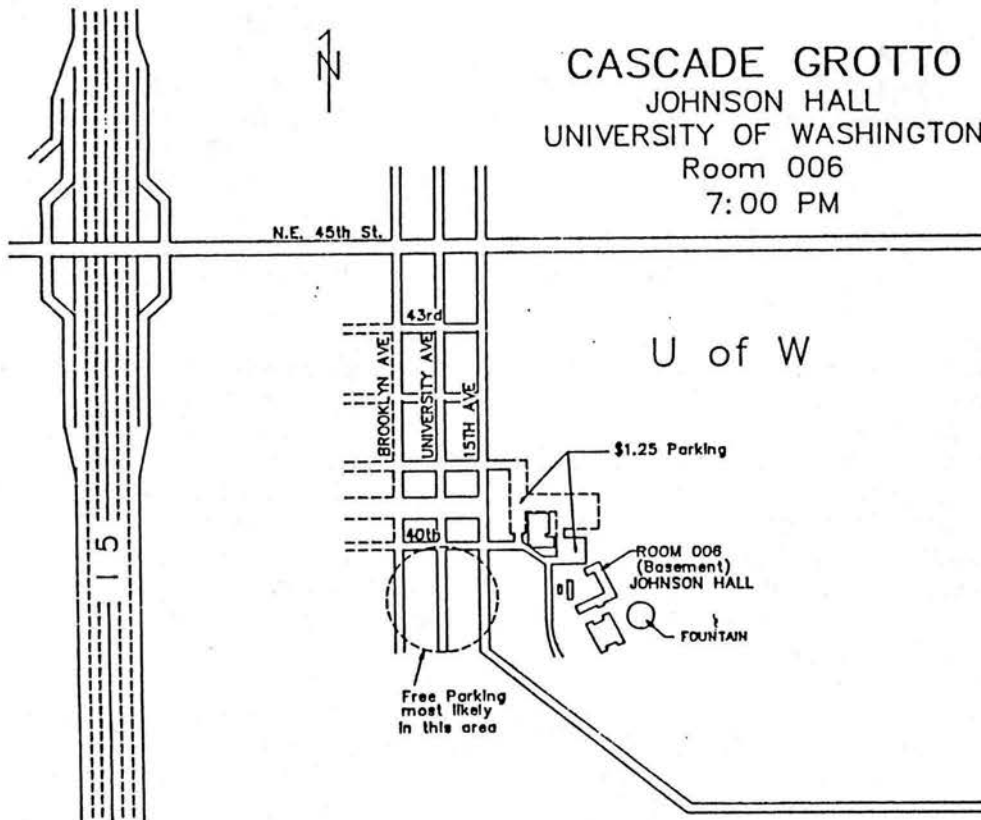 N
CASCADE GROTTO
JOHNSON HALL
UNIVERSITY OF WASHINGTON
Room 006
7:00 PM
N.E. 45th St.
43rd
BROOKLYN AVE
UNIVERSITY AVE
15TH AVE
U of W
$1.25 Parking
40th
I 5
ROOM 006
(Basement)
JOHNSON HALL
FOUNTAIN
Free Parking
most likely
in this area